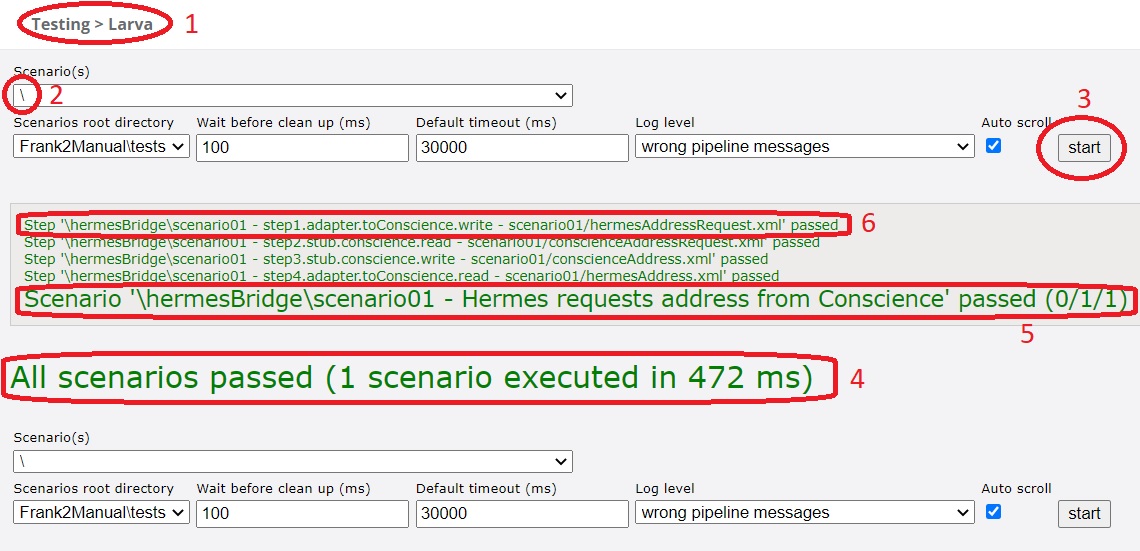 Testing > Larva 1
Scenario(s)
\ 2
3
Scenarios root directory Wait before clean up (ms) Default timeout (ms) Log level Auto scroll
Frank2Manual\tests 100 30000 wrong pipeline messages start
Step '\hermesBridge\scenario01 - step1.adapter.toConscience.write - scenario01/hermesAddressRequest.xml' passed 6
Step '\hermesBridge\scenario01 - step2.stub.conscience.read - scenario01/conscienceAddressRequest.xml' passed
Step '\hermesBridge\scenario01 - step3.stub.conscience.write - scenario01/conscienceAddress.xml' passed
Step '\hermesBridge\scenario01 - step4.adapter.toConscience.read - scenario01/hermesAddress.xml' passed
Scenario '\hermesBridge\scenario01 - Hermes requests address from Conscience' passed (0/1/1)
5
All scenarios passed (1 scenario executed in 472 ms) 4
Scenario(s)
\
Scenarios root directory Wait before clean up (ms) Default timeout (ms) Log level Auto scroll
Frank2Manual\tests 100 30000 wrong pipeline messages start